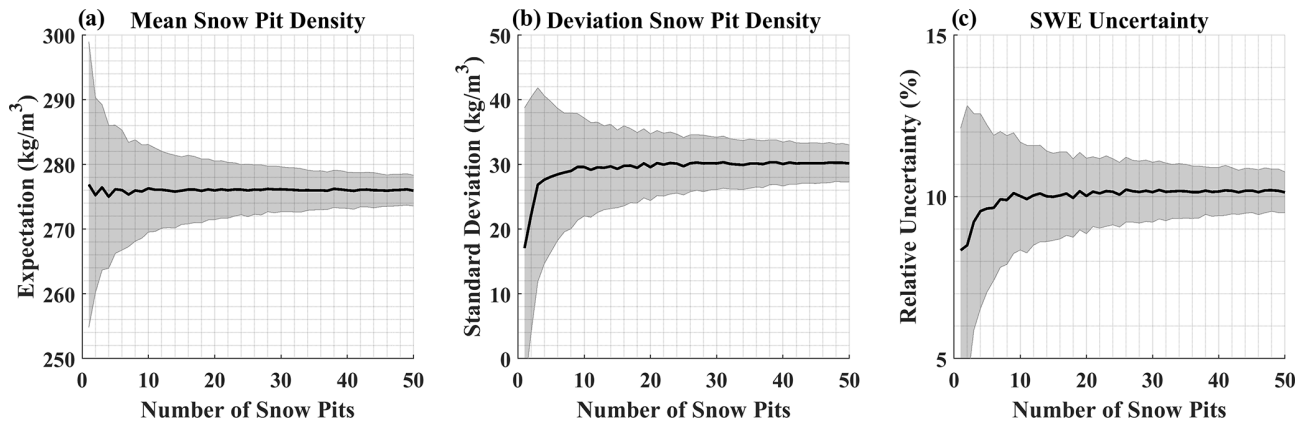 (a) Mean Snow Pit Density
300
290
280
270
260
250
Expectation (kg/m³)
0 10 20 30 40 50
Number of Snow Pits
(b) Deviation Snow Pit Density
50
40
30
20
10
0
Standard Deviation (kg/m³)
0 10 20 30 40 50
Number of Snow Pits
(c) SWE Uncertainty
15
10
5
Relative Uncertainty (%)
0 10 20 30 40 50
Number of Snow Pits